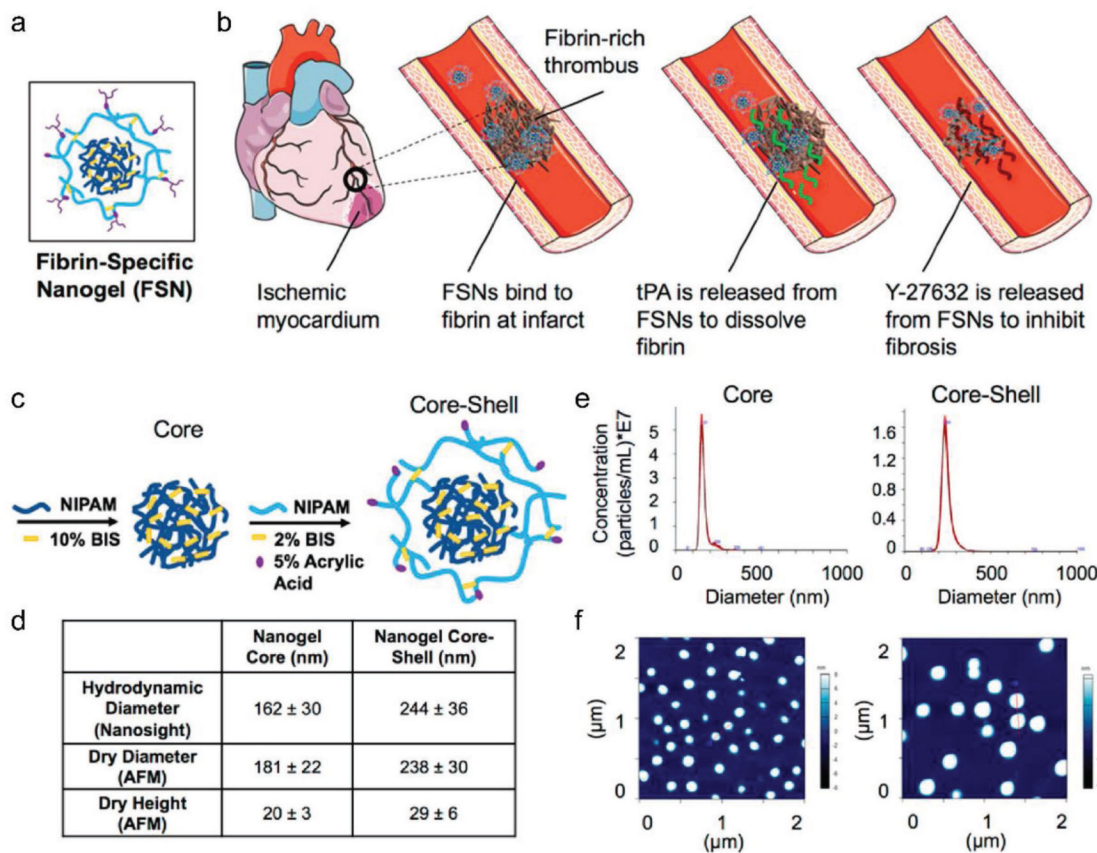 a
Fibrin-Specific
Nanogel (FSN)
b
Fibrin-rich
thrombus
Ischemic
myocardium
FSNs bind to
fibrin at infarct
tPA is released from
FSNs to dissolve
fibrin
Y-27632 is released
from FSNs to inhibit
fibrosis
c
Core
Core-Shell
NIPAM
10% BIS
NIPAM
2% BIS
5% Acrylic
Acid
d
Nanogel
Core (nm)
Nanogel Core-
Shell (nm)
Hydrodynamic
Diameter
(Nanosight)
162 ± 30
244 ± 36
Dry Diameter
(AFM)
181 ± 22
238 ± 30
Dry Height
(AFM)
20 ± 3
29 ± 6
e
Core
Core-Shell
Concentration
(particles/mL)*E7
5
4
3
2
1
0
0 500 1000
Diameter (nm)
1.6
1.2
0.8
0.4
0
0 500 1000
Diameter (nm)
f
2
1
0
(µm)
0 1 2
(µm)
2
1
0
(µm)
0 1 2
(µm)